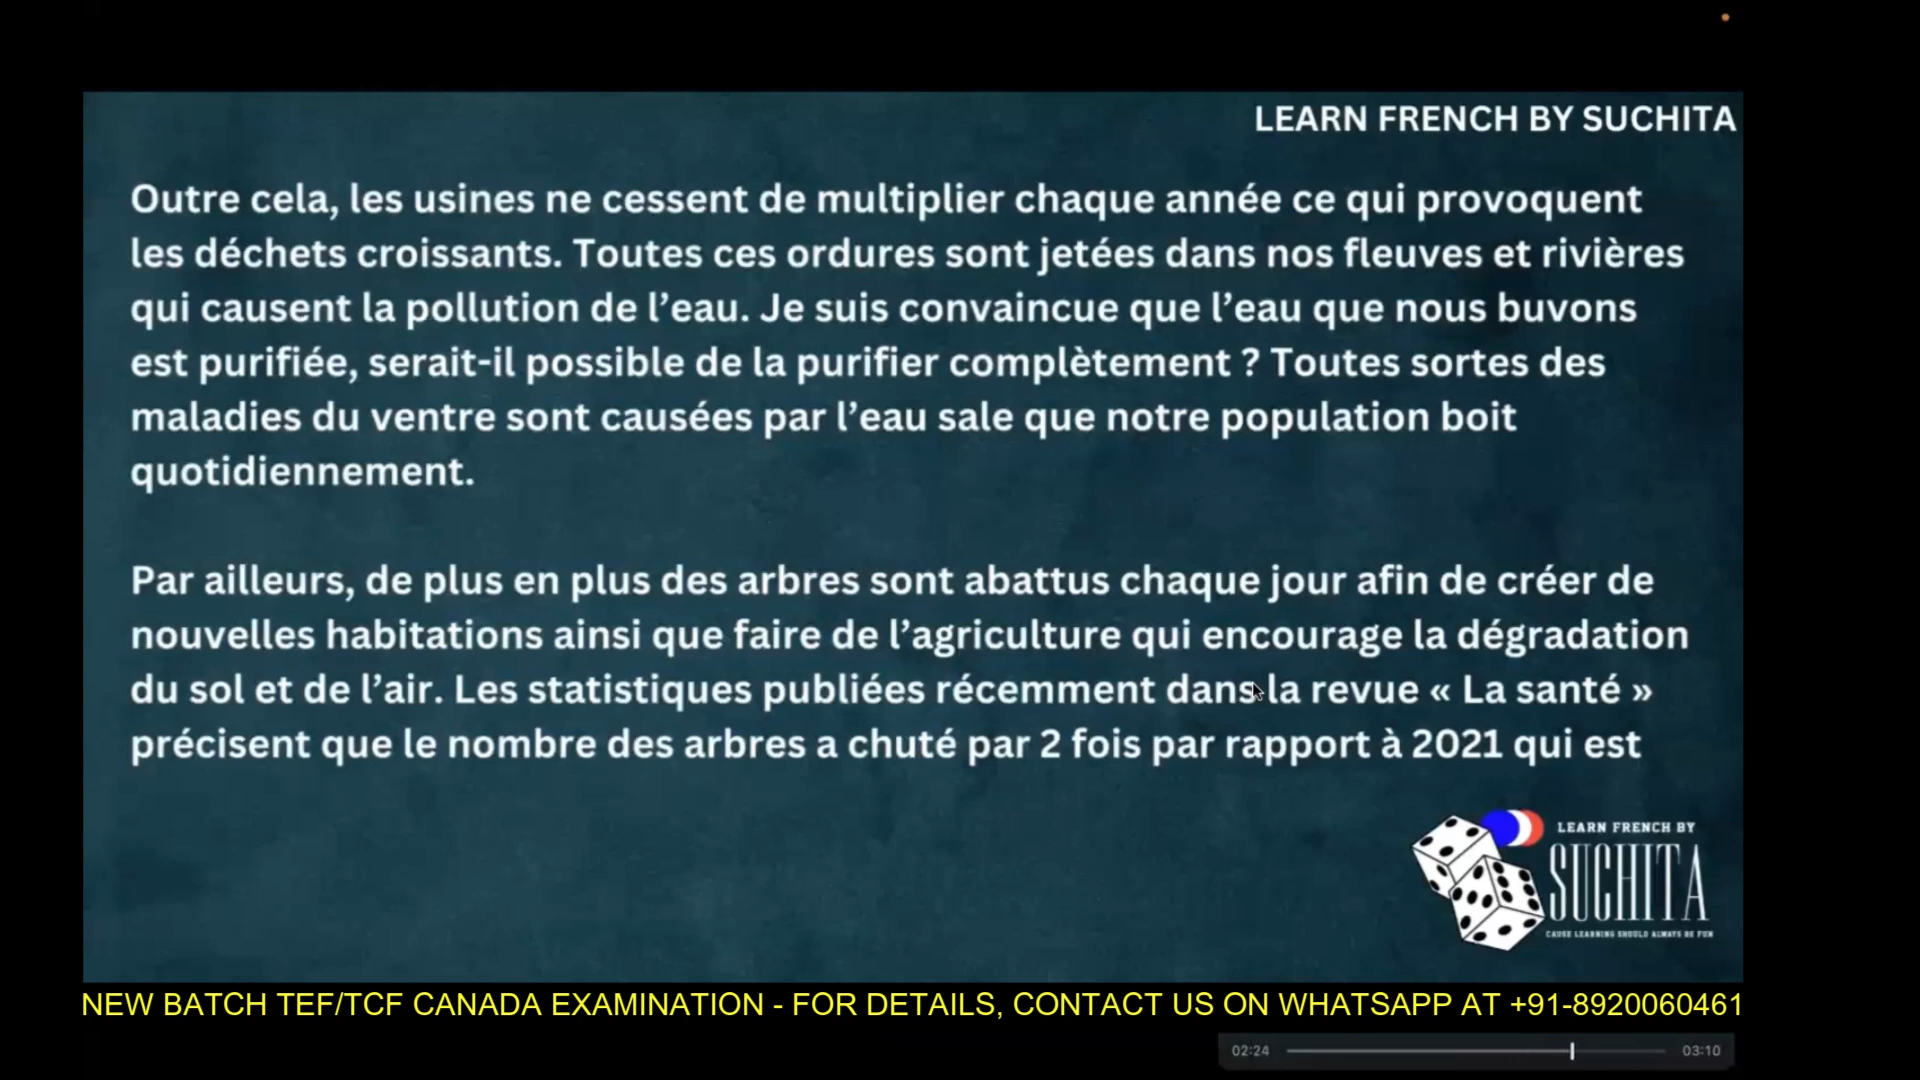 LEARN FRENCH BY SUCHITA
Outre cela, les usines ne cessent de multiplier chaque année ce qui provoquent
les déchets croissants. Toutes ces ordures sont jetées dans nos fleuves et rivières
qui causent la pollution de l’eau. Je suis convaincue que l’eau que nous buvons
est purifiée, serait-il possible de la purifier complètement ? Toutes sortes des
maladies du ventre sont causées par l’eau sale que notre population boit
quotidiennement.
Par ailleurs, de plus en plus des arbres sont abattus chaque jour afin de créer de
nouvelles habitations ainsi que faire de l’agriculture qui encourage la dégradation
du sol et de l’air. Les statistiques publiées récemment dans la revue « La santé »
précisent que le nombre des arbres a chuté par 2 fois par rapport à 2021 qui est
LEARN FRENCH BY
SUCHITA
CAUSE LEARNING SHOULD ALWAYS BE FUN
NEW BATCH TEF/TCF CANADA EXAMINATION - FOR DETAILS, CONTACT US ON WHATSAPP AT +91-8920060461
02:24 03:10